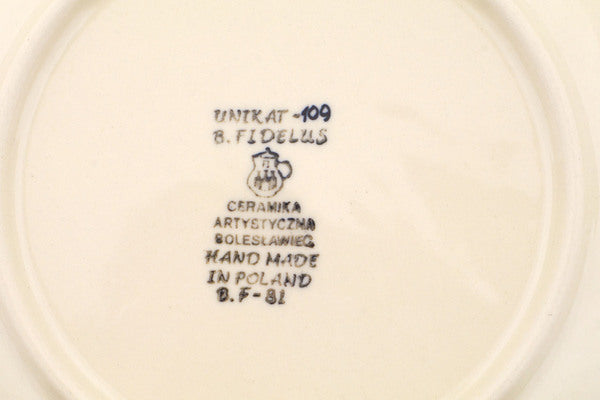 UNIKAT - 109
B. FIDELUS
CERAMIKA
ARTYSTYCZNA
BOLESŁAWIEC
HAND MADE
IN POLAND
B.F - 81